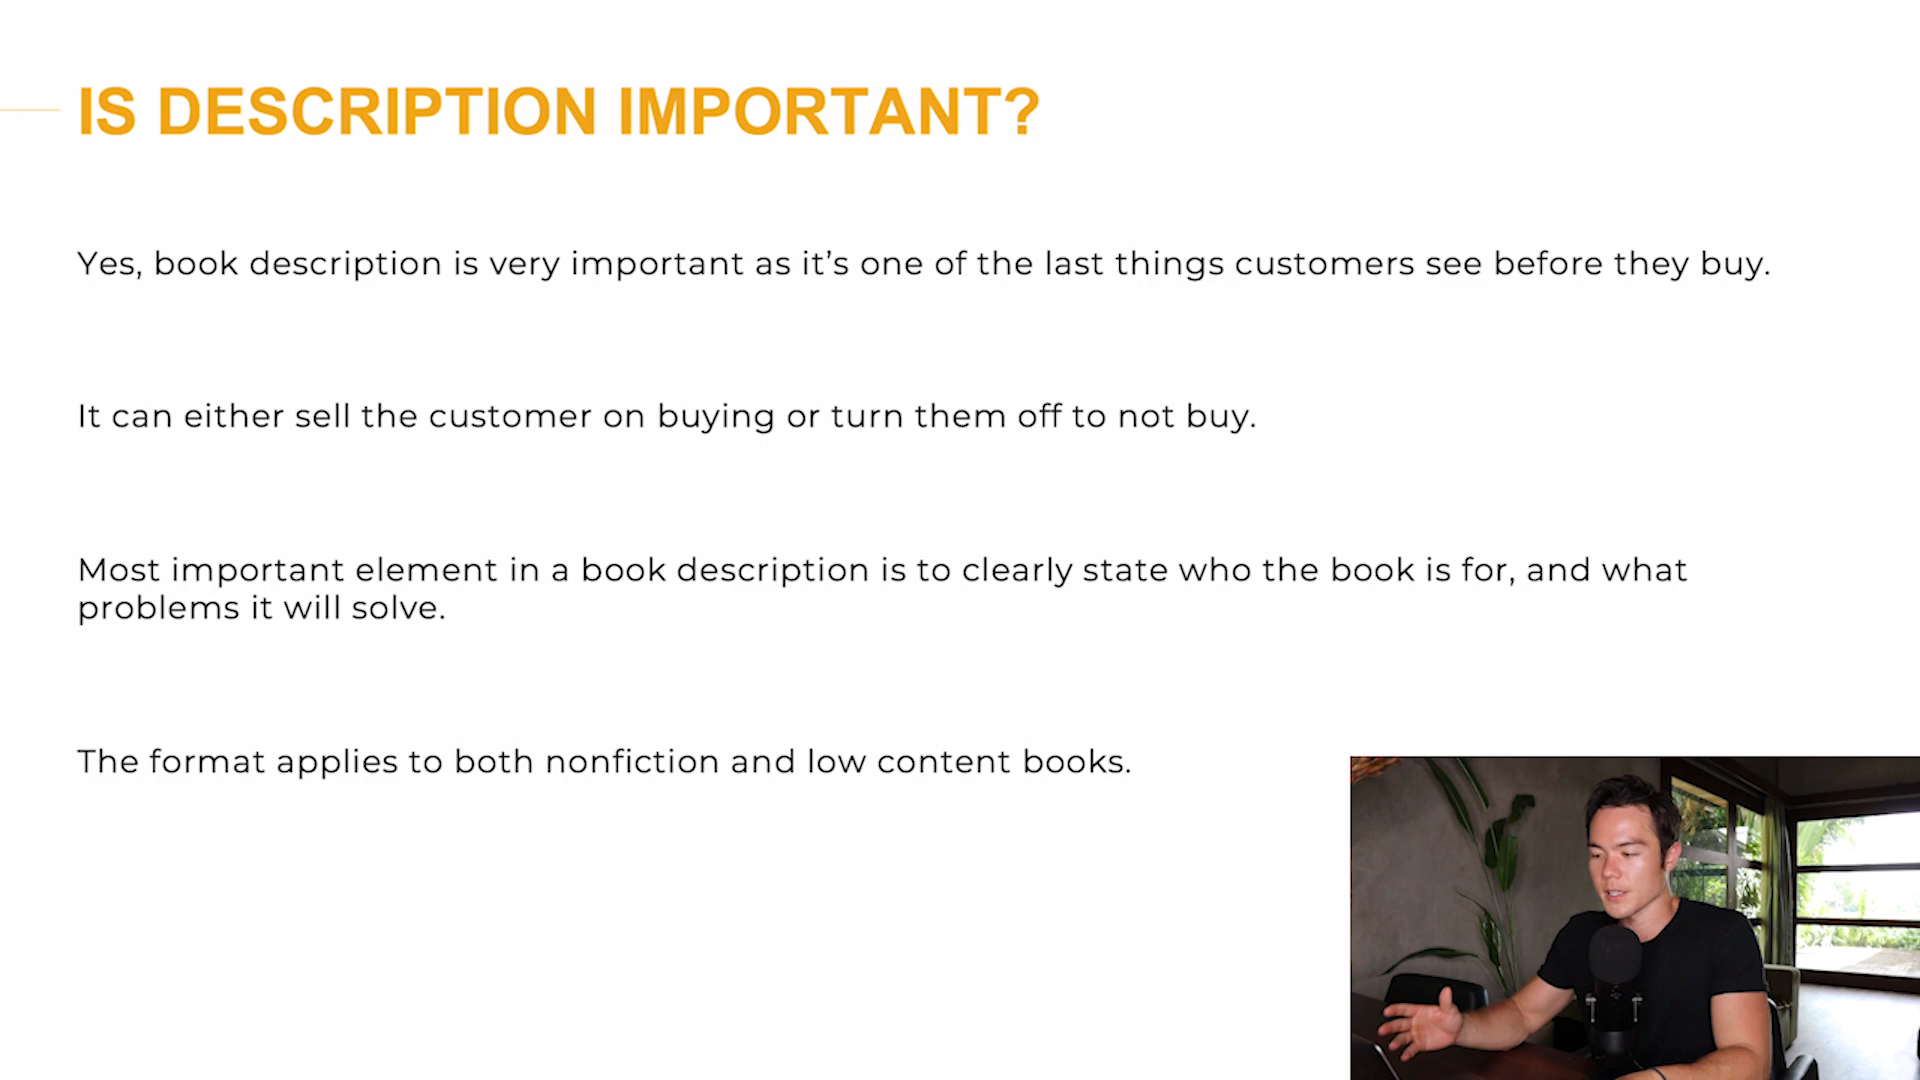 IS DESCRIPTION IMPORTANT?
Yes, book description is very important as it’s one of the last things customers see before they buy.
It can either sell the customer on buying or turn them off to not buy.
Most important element in a book description is to clearly state who the book is for, and what
problems it will solve.
The format applies to both nonfiction and low content books.